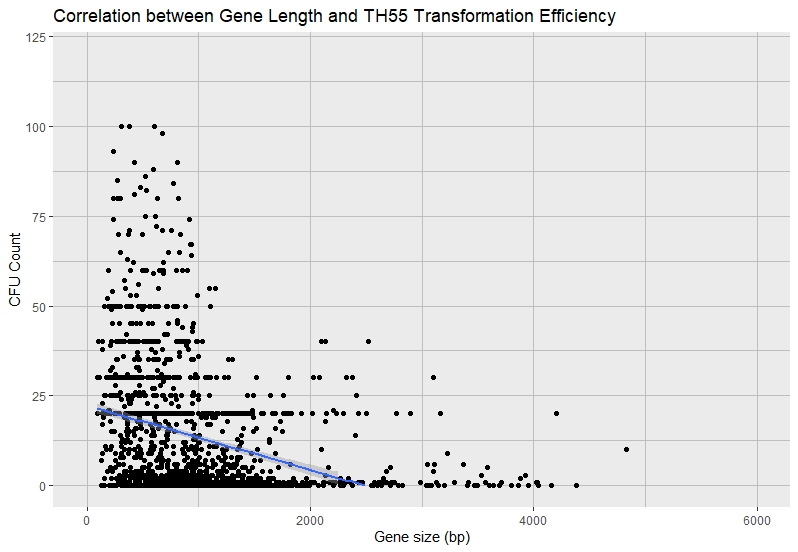 Correlation between Gene Length and TH55 Transformation Efficiency
125
100
75
50
25
0
CFU Count
0 2000 4000 6000
Gene size (bp)